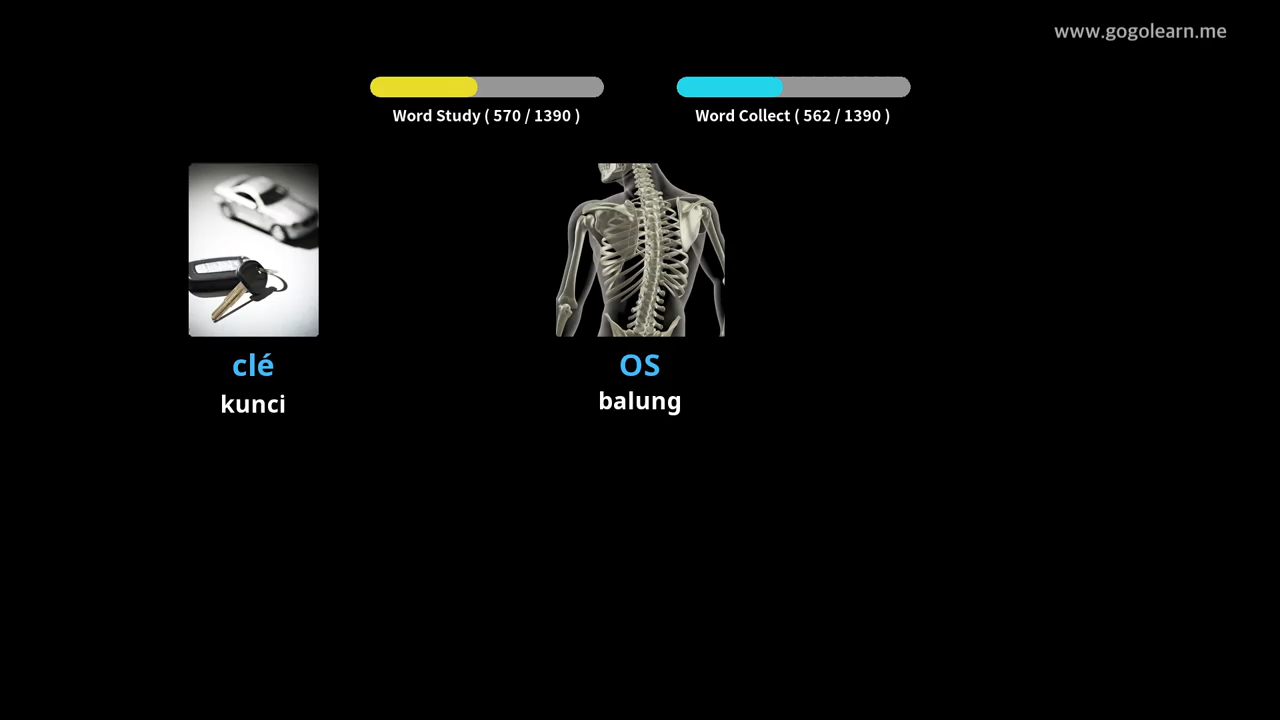 www.gogolearn.me
Word Study ( 570 / 1390 )
Word Collect ( 562 / 1390 )
clé
kunci
OS
balung